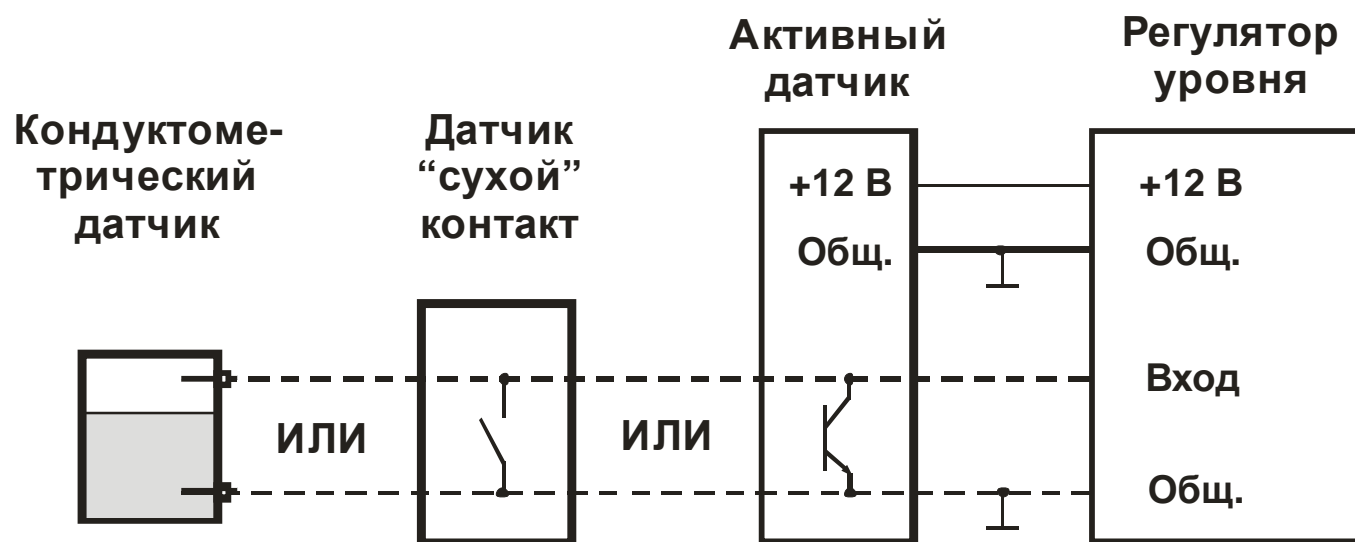 Активный
датчик
Регулятор
уровня
Кондуктоме-
трический
датчик
Датчик
“сухой”
контакт
+12 В
+12 В
Общ.
Общ.
Вход
ИЛИ
ИЛИ
Общ.